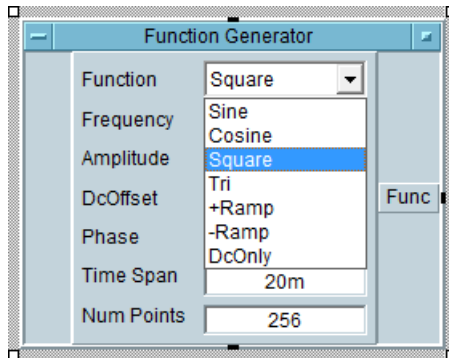 Function Generator
Function Square
Frequency Sine
Cosine
Amplitude Square
Tri
DcOffset +Ramp Func
Phase -Ramp
DcOnly
Time Span 20m
Num Points 256